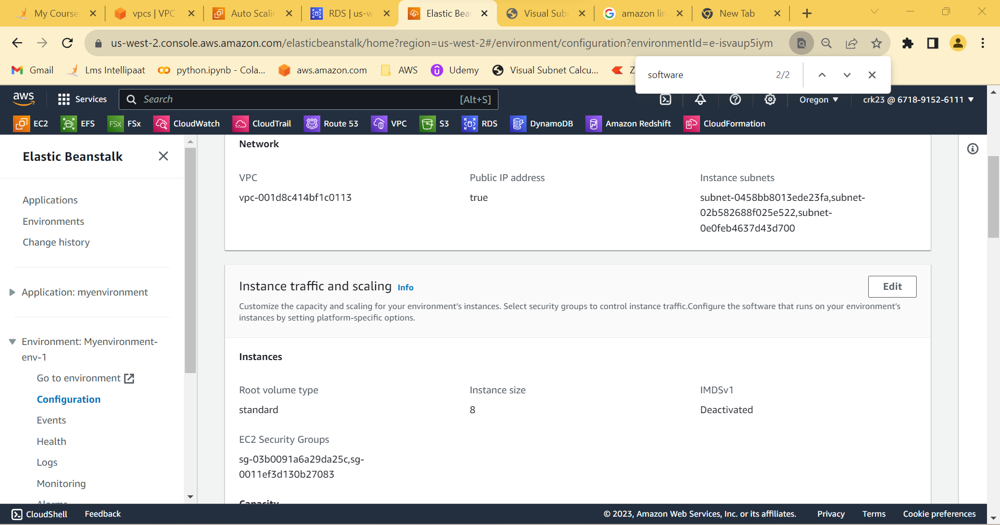 My Course
vpcs | VPC
Auto Scalin
RDS | us-w
Elastic Bea
Visual Sub
amazon lin
New Tab
us-west-2.console.aws.amazon.com/elasticbeanstalk/home?region=us-west-2#/environment/configuration?environmentId=e-isvaup5iym
Gmail
Lms Intellipaat
python.ipynb - Cola...
aws.amazon.com
AWS
Udemy
Visual Subnet Calcu...
Z
software
2/2
aws
Services
Search
[Alt+S]
Oregon
crk23 @ 6718-9152-6111
EC2
EFS
FSx
FSx
CloudWatch
CloudTrail
Route 53
VPC
S3
RDS
DynamoDB
Amazon Redshift
CloudFormation
Elastic Beanstalk
Applications
Environments
Change history
Application: myenvironment
Environment: Myenvironment-
env-1
Go to environment
Configuration
Events
Health
Logs
Monitoring
Alarms
Network
VPC
vpc-001d8c414bf1c0113
Public IP address
true
Instance subnets
subnet-0458bb8013ede23fa,subnet-
02b582688f025e522,subnet-
0e0feb4637d43d700
Instance traffic and scaling Info
Edit
Customize the capacity and scaling for your environment's instances. Select security groups to control instance traffic.Configure the software that runs on your environment's
instances by setting platform-specific options.
Instances
Root volume type
standard
Instance size
8
IMDSv1
Deactivated
EC2 Security Groups
sg-03b0091a6a29da25c,sg-
0011ef3d130b27083
Capacity
CloudShell
Feedback
© 2023, Amazon Web Services, Inc. or its affiliates.
Privacy
Terms
Cookie preferences